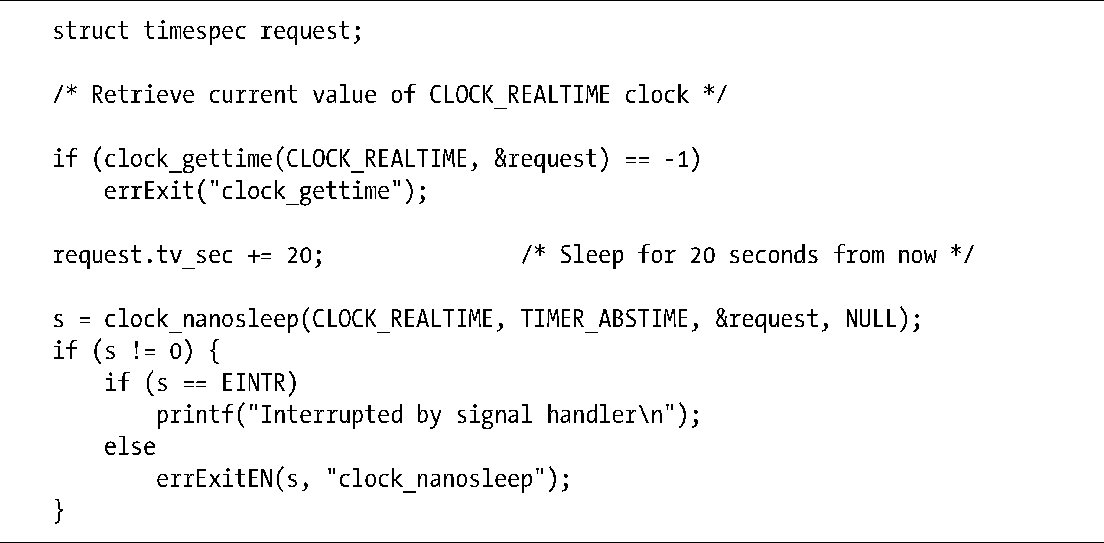 struct timespec request;
/* Retrieve current value of CLOCK_REALTIME clock */
if (clock_gettime(CLOCK_REALTIME, &request) == -1)
    errExit("clock_gettime");
request.tv_sec += 20;               /* Sleep for 20 seconds from now */
s = clock_nanosleep(CLOCK_REALTIME, TIMER_ABSTIME, &request, NULL);
if (s != 0) {
    if (s == EINTR)
        printf("Interrupted by signal handler\n");
    else
        errExitEN(s, "clock_nanosleep");
}